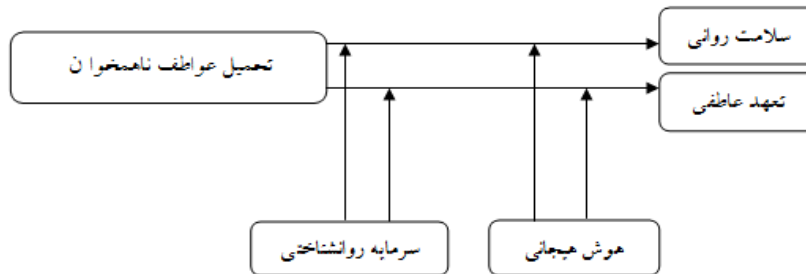 سلامت روانی
تحمیل عواطف ناهمخوا ن
تعهد عاطفی
سرمایه روانشناختی
هوش هیجانی